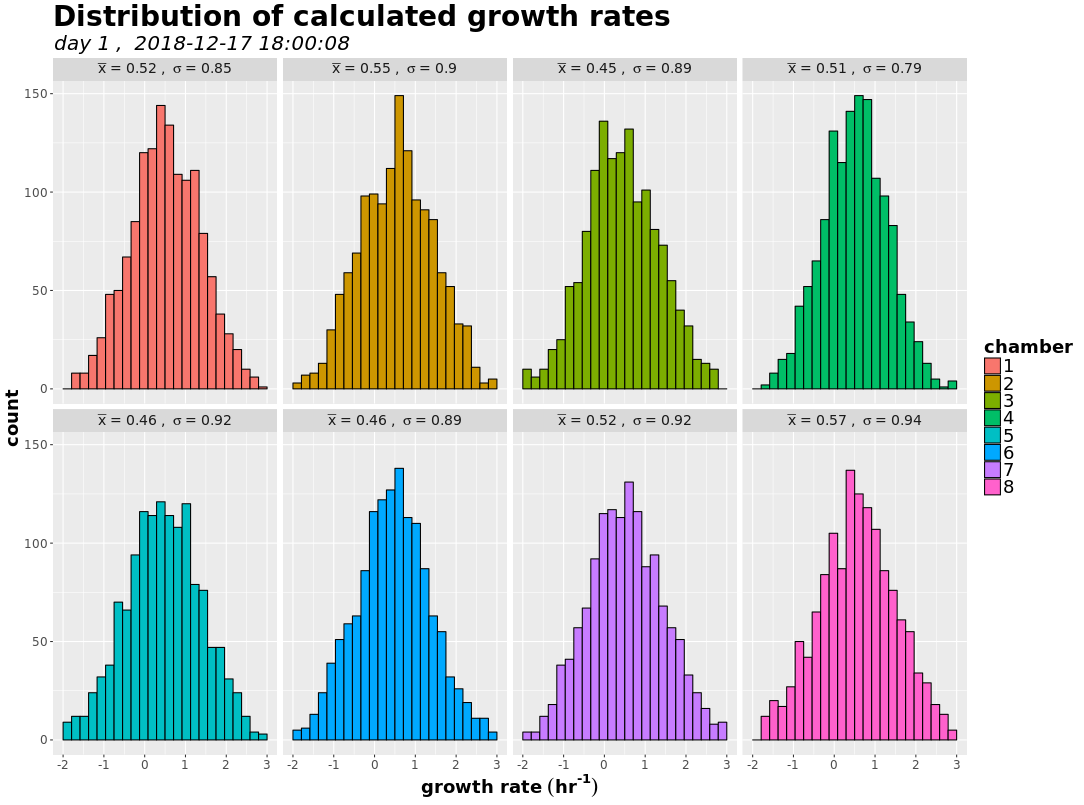 Distribution of calculated growth rates
day 1 ,  2018-12-17 18:00:08
x̅ = 0.52 ,  σ = 0.85
x̅ = 0.55 ,  σ = 0.9
x̅ = 0.45 ,  σ = 0.89
x̅ = 0.51 ,  σ = 0.79
150
100
50
0
x̅ = 0.46 ,  σ = 0.92
x̅ = 0.46 ,  σ = 0.89
x̅ = 0.52 ,  σ = 0.92
x̅ = 0.57 ,  σ = 0.94
150
100
50
0
-2 -1 0 1 2 3
-2 -1 0 1 2 3
-2 -1 0 1 2 3
-2 -1 0 1 2 3
count
growth rate (hr⁻¹)
chamber
1
2
3
4
5
6
7
8